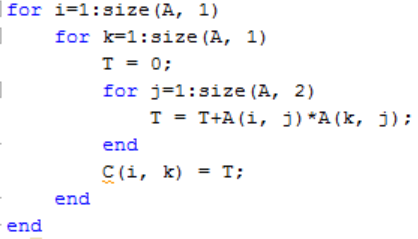 for i=1:size(A, 1)
    for k=1:size(A, 1)
        T = 0;
        for j=1:size(A, 2)
            T = T+A(i, j)*A(k, j);
        end
        C(i, k) = T;
    end
end